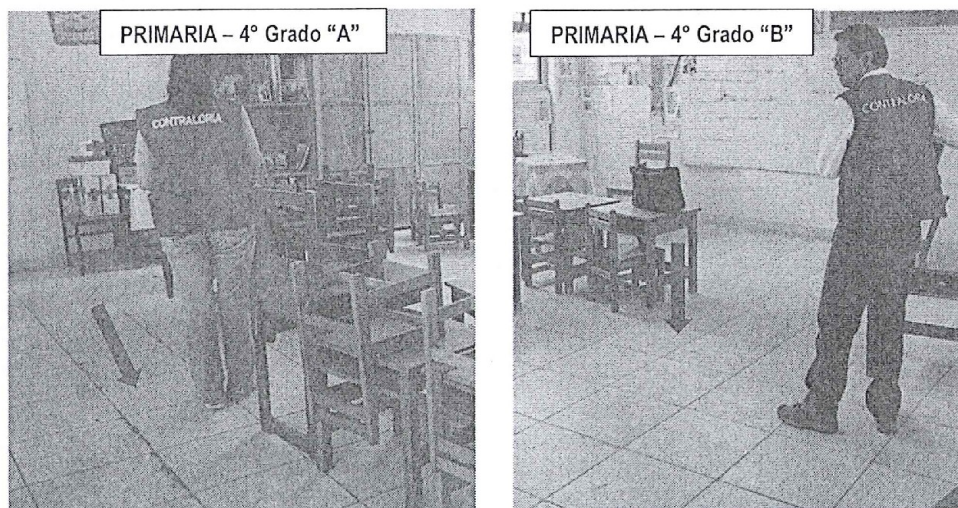 PRIMARIA – 4° Grado “A”
CONTRALORIA
PRIMARIA – 4° Grado “B”
CONTRALORIA